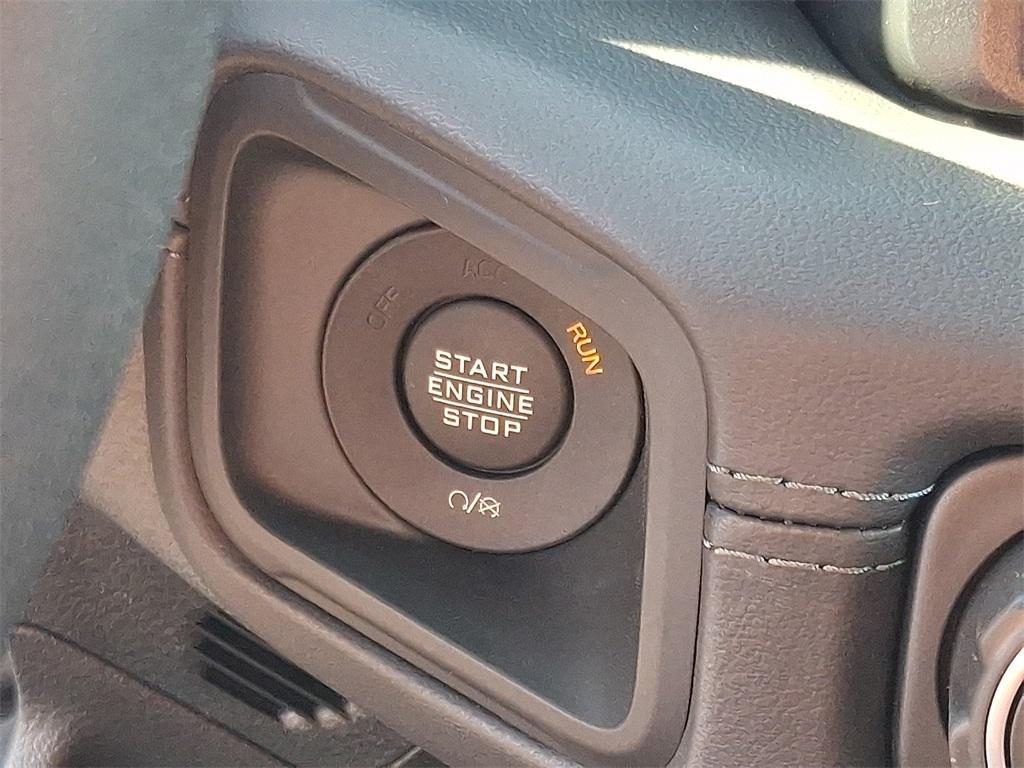 ACC
OFF
RUN
START
ENGINE
STOP